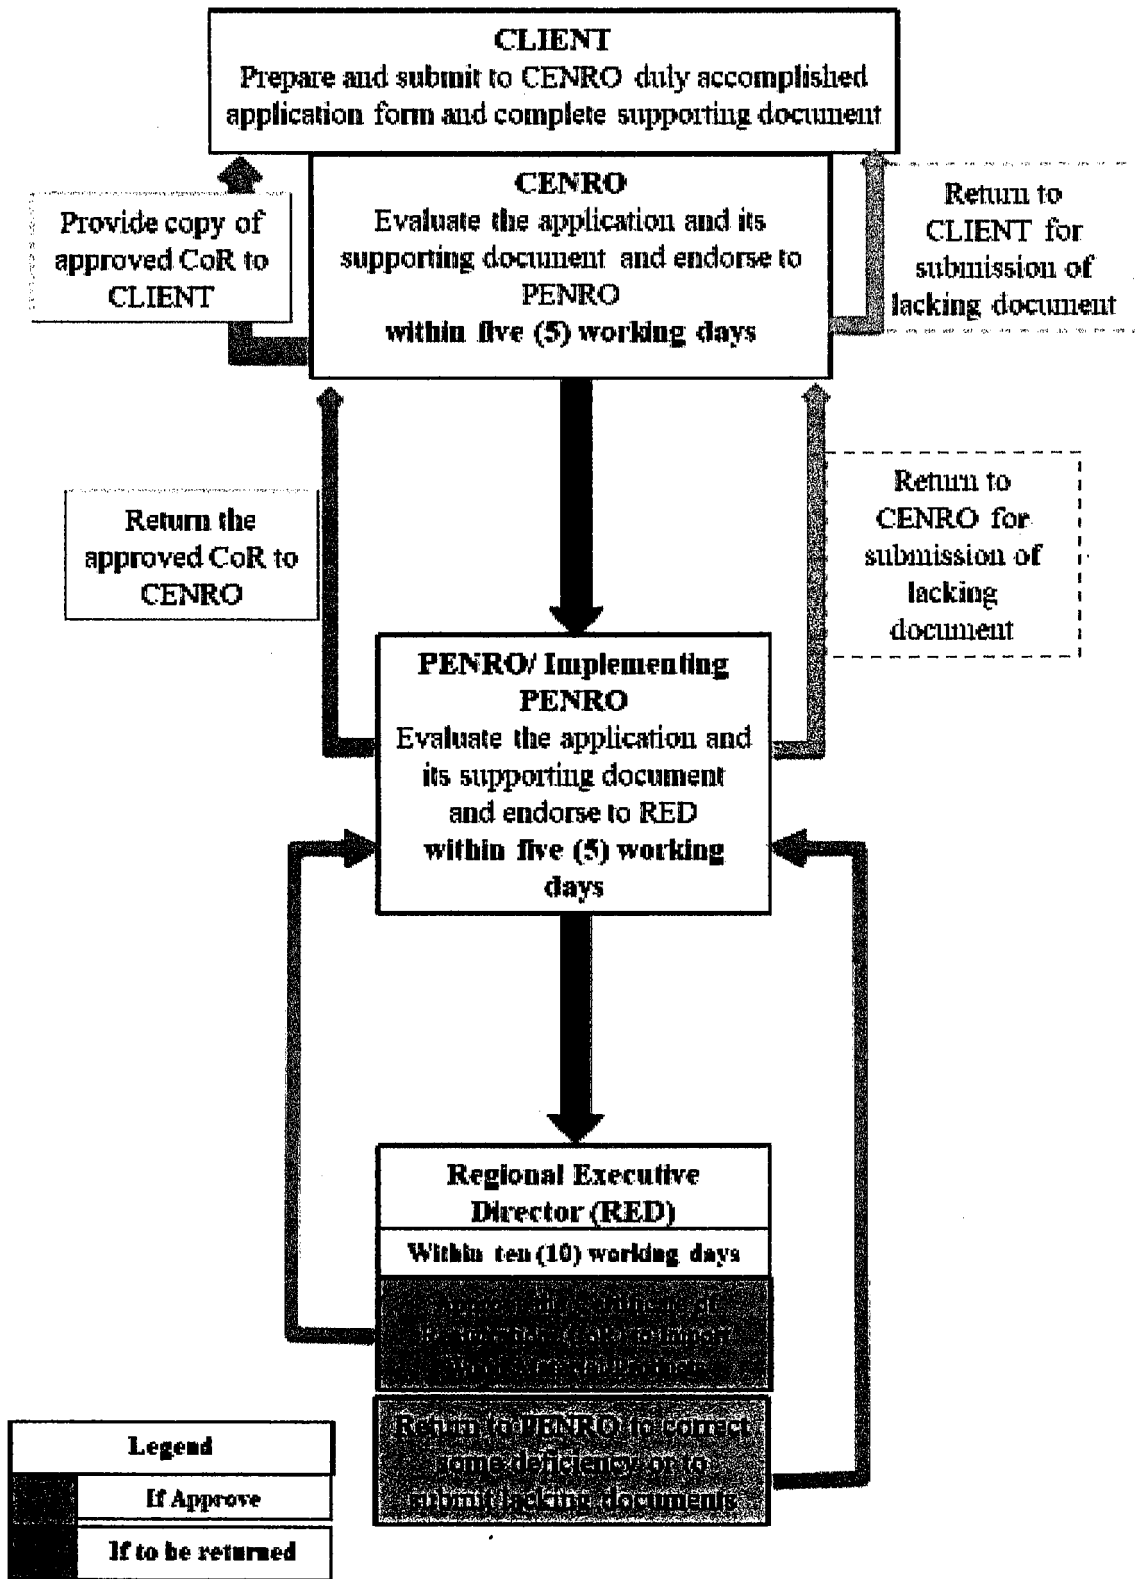 CLIENT
Prepare and submit to CENRO duly accomplished
application form and complete supporting document
CENRO
Evaluate the application and its
supporting document and endorse to
PENRO
within five (5) working days
Provide copy of
approved CoR to
CLIENT
Return to
CLIENT for
submission of
lacking document
Return the
approved CoR to
CENRO
Return to
CENRO for
submission of
lacking
document
PENRO/ Implementing
PENRO
Evaluate the application and
its supporting document
and endorse to RED
within five (5) working
days
Regional Executive
Director (RED)
Within ten (10) working days
of
(CoR) to Import
Return to PENRO to correct
some deficiency or to
submit lacking documents
Legend
If Approve
If to be returned